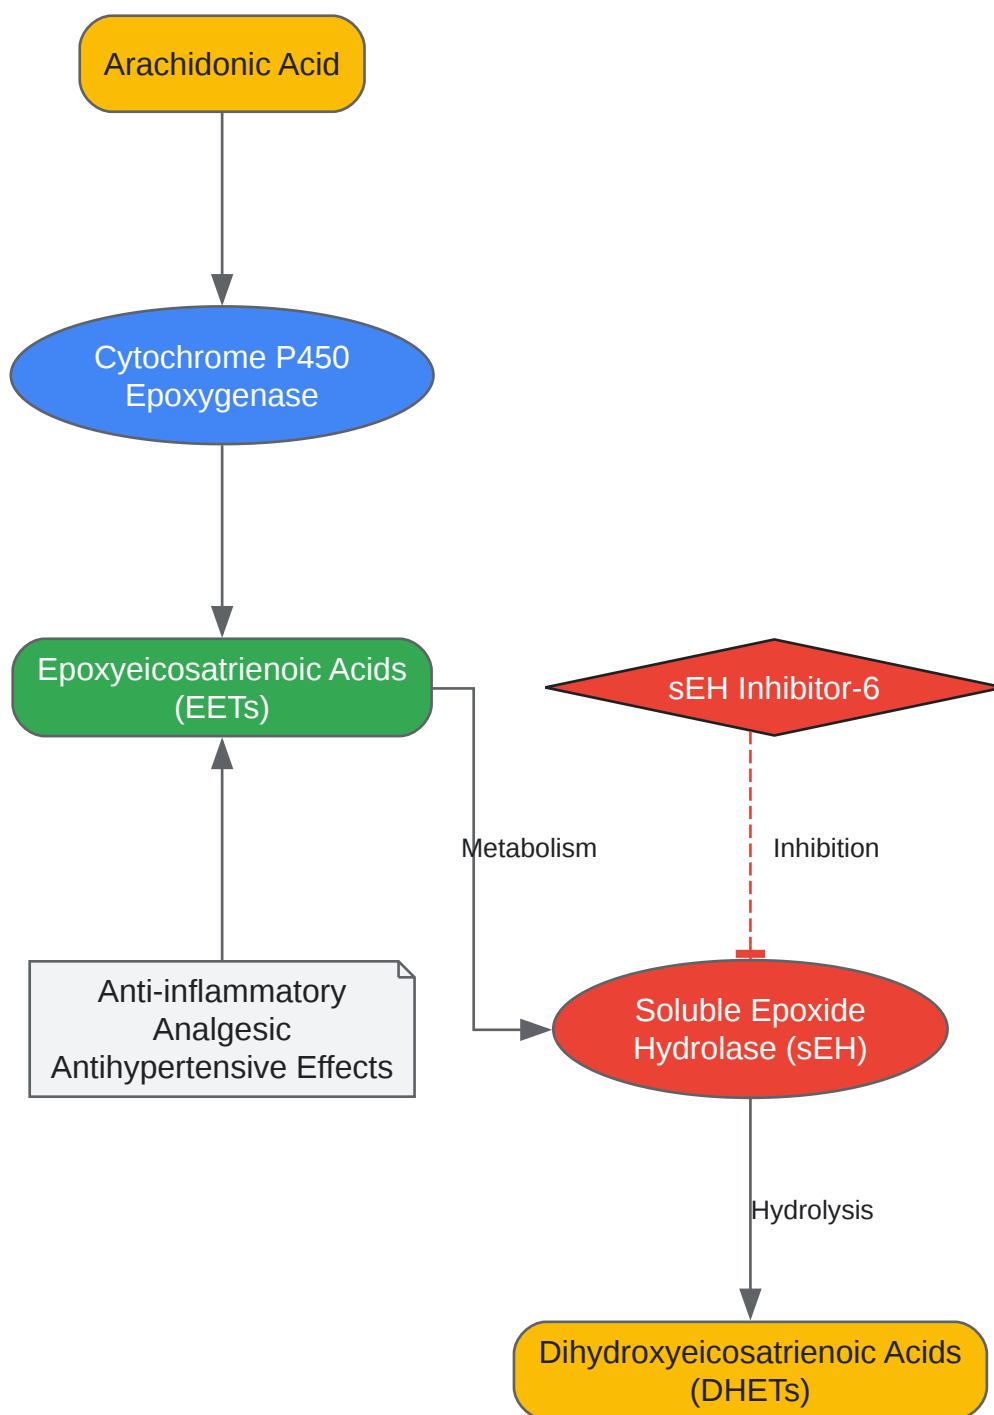 Arachidonic Acid
Cytochrome P450
Epoxygenase
Epoxyeicosatrienoic Acids
(EETs)
sEH Inhibitor-6
Metabolism
Inhibition
Anti-inflammatory
Analgesic
Antihypertensive Effects
Soluble Epoxide
Hydrolase (sEH)
Hydrolysis
Dihydroxyeicosatrienoic Acids
(DHETs)